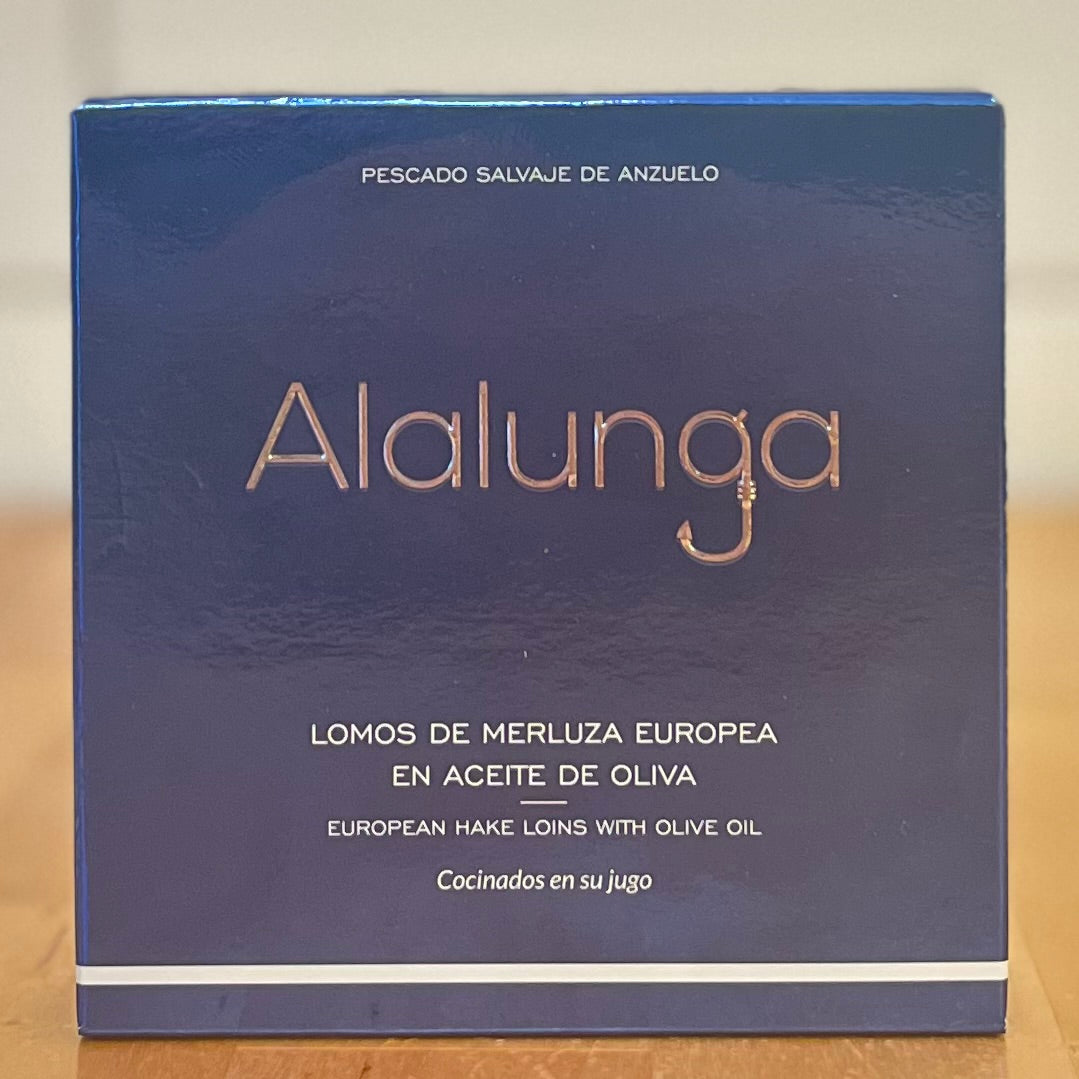 PESCADO SALVAJE DE ANZUELO
Alalunga
LOMOS DE MERLUZA EUROPEA
EN ACEITE DE OLIVA
EUROPEAN HAKE LOINS WITH OLIVE OIL
Cocinados en su jugo